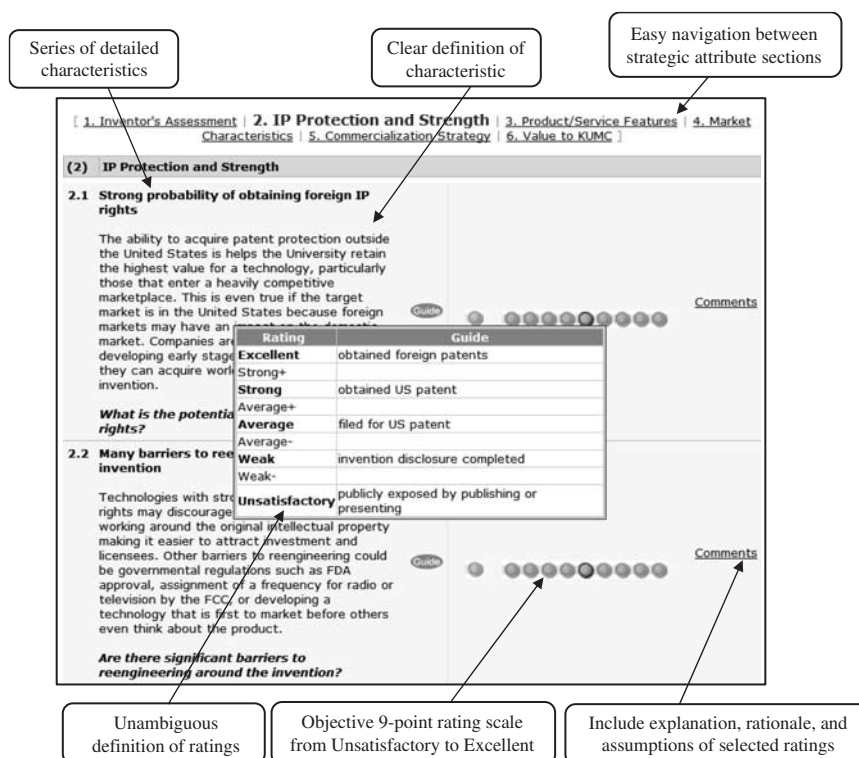 Series of detailed
characteristics
Clear definition of
characteristic
Easy navigation between
strategic attribute sections
[ 1. Inventor's Assessment | 2. IP Protection and Strength | 3. Product/Service Features | 4. Market
Characteristics | 5. Commercialization Strategy | 6. Value to KUMC ]
(2) IP Protection and Strength
2.1 Strong probability of obtaining foreign IP
rights
The ability to acquire patent protection outside
the United States is helps the University retain
the highest value for a technology, particularly
those that enter a heavily competitive
marketplace. This is even true if the target
market is in the United States because foreign
markets may have an impact on the domestic
market. Companies are
developing early stage
they can acquire worl
invention.
What is the potentia
rights?
Guide
Comments
Rating Guide
Excellent obtained foreign patents
Strong+
Strong obtained US patent
Average+
Average filed for US patent
Average-
Weak invention disclosure completed
Weak-
Unsatisfactory publicly exposed by publishing or
presenting
2.2 Many barriers to ree
invention
Technologies with stro
rights may discourage
working around the original intellectual property
making it easier to attract investment and
licensees. Other barriers to reengineering could
be governmental regulations such as FDA
approval, assignment of a frequency for radio or
television by the FCC, or developing a
technology that is first to market before others
even think about the product.
Are there significant barriers to
reengineering around the invention?
Guide
Comments
Unambiguous
definition of ratings
Objective 9-point rating scale
from Unsatisfactory to Excellent
Include explanation, rationale, and
assumptions of selected ratings